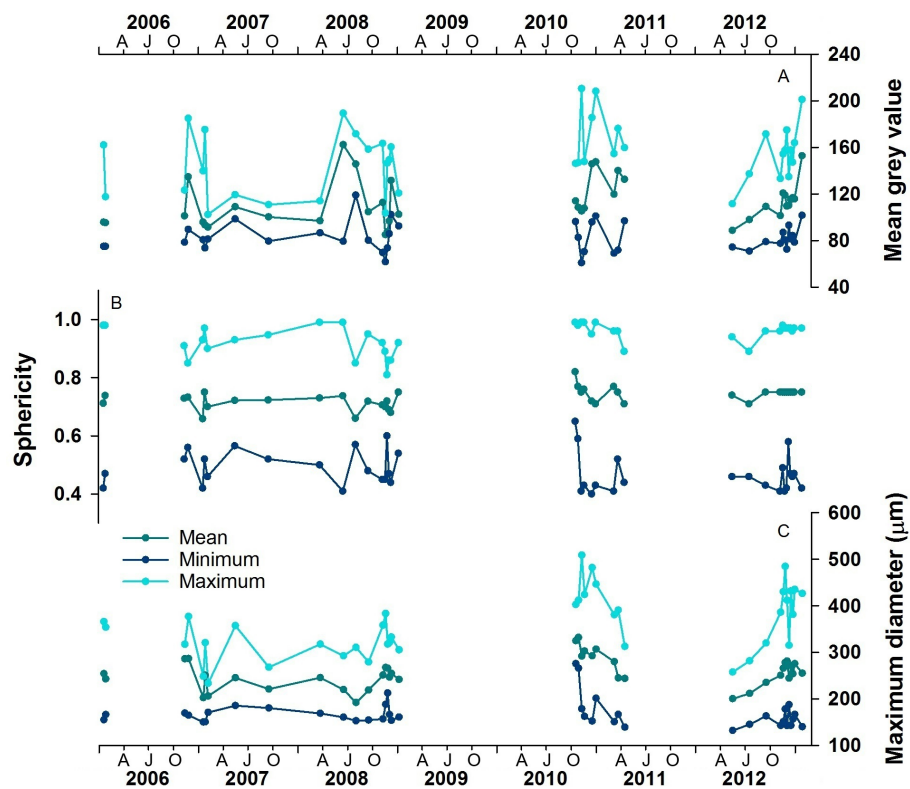 2006 2007 2008 2009 2010 2011 2012
A J O A J O A J O A J O A J O A J O A J O
A
240
200
160
120
80
40
Mean grey value
B
1.0
0.8
0.6
0.4
Sphericity
C
600
500
400
300
200
100
Maximum diameter (µm)
Mean
Minimum
Maximum
A J O A J O A J O A J O A J O A J O A J O
2006 2007 2008 2009 2010 2011 2012